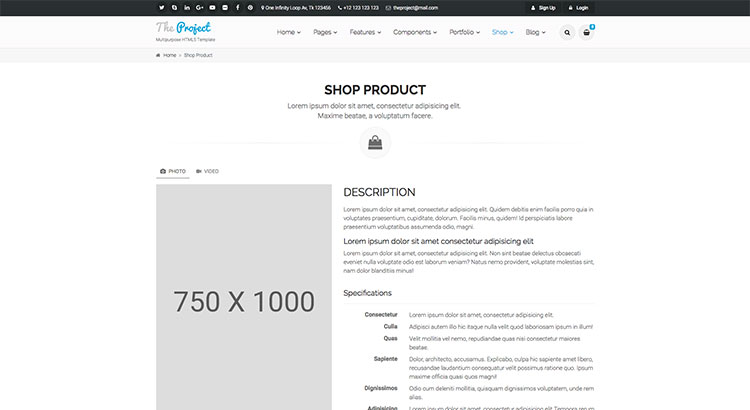 One Infinity Loop Av, Tk 123456 +12 123 123 123 theproject@mail.com Sign Up Login
The Project
Multipurpose HTML5 Template
Home Pages Features Components Portfolio Shop Blog
Home Shop Product
SHOP PRODUCT
Lorem ipsum dolor sit amet, consectetur adipisicing elit.
Maxime beatae, a voluptatum facere.
PHOTO VIDEO
750 X 1000
DESCRIPTION
Lorem ipsum dolor sit amet, consectetur adipisicing elit. Quidem debitis enim facilis porro quia in
voluptates praesentium, cupiditate, dolorum. Facilis minus, quidem! Id perspiciatis labore
praesentium voluptatibus assumenda odio, magni.
Lorem ipsum dolor sit amet consectetur adipisicing elit
Lorem ipsum dolor sit amet, consectetur adipisicing elit. Non sint beatae delectus obcaecati
eveniet nulla voluptate odio est laborum veniam? Natus nemo provident, voluptate molestias sint,
nam dolor blanditiis minus!
Specifications
Consectetur Lorem ipsum dolor sit amet, consectetur adipisicing elit.
Culla Adipisci autem illo hic itaque nulla velit quod laboriosam ipsum in illum!
Quas Velit mollitia vel nemo, repudiandae quas nisi consectetur maiores
beatae.
Sapiente Dolor, architecto, accusamus. Explicabo, culpa hic sapiente amet libero,
recusandae laudantium consequatur velit possimus ratione quo. Ipsum
maxime officia quasi quos magni!
Dignissimos Odio cum deleniti mollitia, quisquam dignissimos voluptatem, unde rem
alias.
Adipisicing Lorem ipsum dolor sit amet, consectetur adipisicing elit.Tempora rem